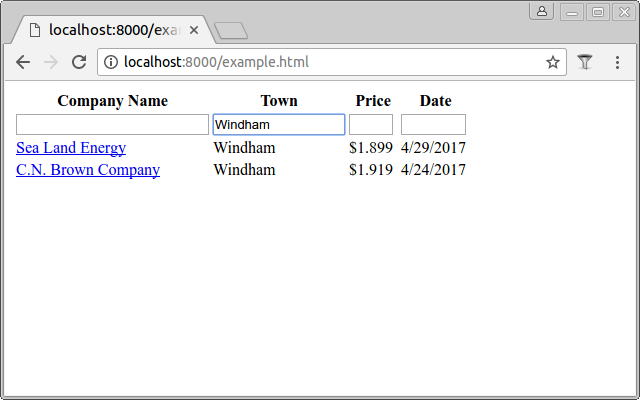 localhost:8000/exa
localhost:8000/example.html
Company Name Town Price Date
Windham
Sea Land Energy Windham $1.899 4/29/2017
C.N. Brown Company Windham $1.919 4/24/2017